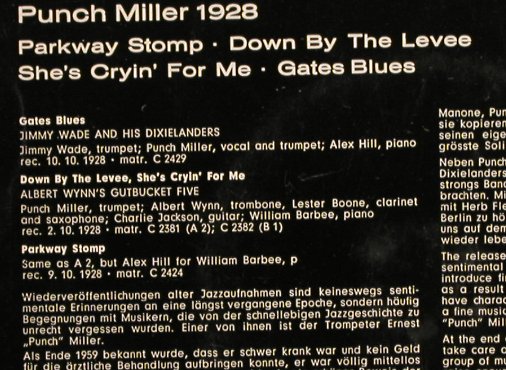 Punch Miller 1928
Parkway Stomp · Down By The Levee
She's Cryin' For Me · Gates Blues
Gates Blues
JIMMY WADE AND HIS DIXIELANDERS
Jimmy Wade, trumpet; Punch Miller, vocal and trumpet; Alex Hill, piano
rec. 10. 10. 1928 · matr. C 2429
Down By The Levee, She's Cryin' For Me
ALBERT WYNN'S GUTBUCKET FIVE
Punch Miller, trumpet; Albert Wynn, trombone, Lester Boone, clarinet
and saxophone; Charlie Jackson, guitar; William Barbee, piano
rec. 2. 10. 1928 · matr. C 2381 (A 2); C 2382 (B 1)
Parkway Stomp
Same as A 2, but Alex Hill for William Barbee, p
rec. 9. 10. 1928 · matr. C 2424
Wiederveröffentlichungen alter Jazzaufnahmen sind keineswegs senti-
mentale Erinnerungen an eine längst vergangene Epoche, sondern häufig
Begegnungen mit Musikern, die von der schnellebigen Jazzgeschichte zu
unrecht vergessen wurden. Einer von ihnen ist der Trompeter Ernest
„Punch" Miller.
Als Ende 1959 bekannt wurde, dass er schwer krank war und kein Geld
für die ärztliche Behandlung aufbringen konnte, er war völlig mittellos
Manone, Pun
sie kopieren
seinen eige
grösste Soli
Neben Punch
Dixielanders
strongs Band
brachten. Mi
mit Herb Fle
Berlin zu hö
uns auf dem
wieder lebe
The release
sentimental
introduce fi
as a result
have charac
a fine music
"Punch" Mill
At the end
take care o
group of mu